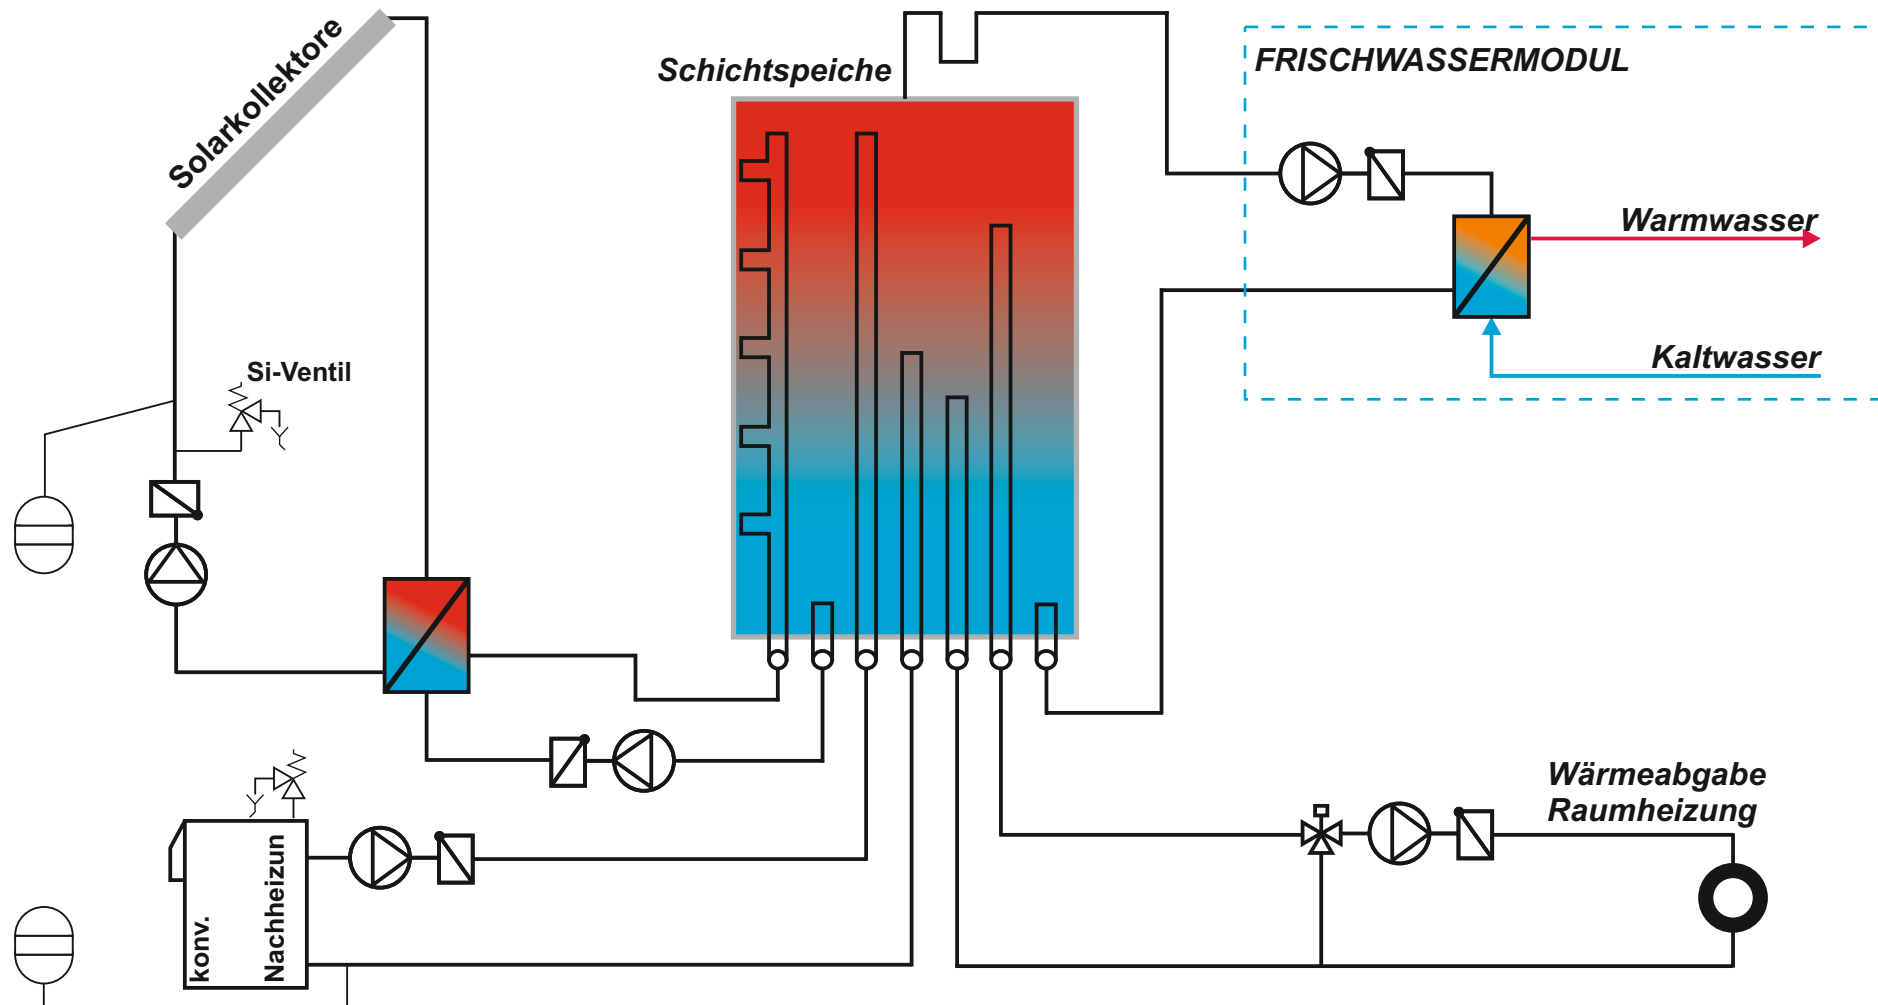 Solarkollektore
Schichtspeiche
FRISCHWASSERMODUL
Warmwasser
Kaltwasser
Si-Ventil
Wärmeabgabe
Raumheizung
konv.
Nachheizun